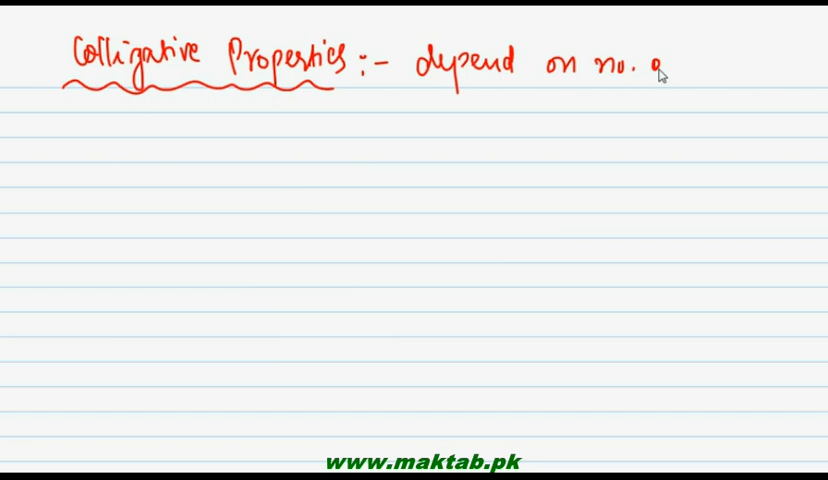 Colligative Properties :- depend on no. o
www.maktab.pk